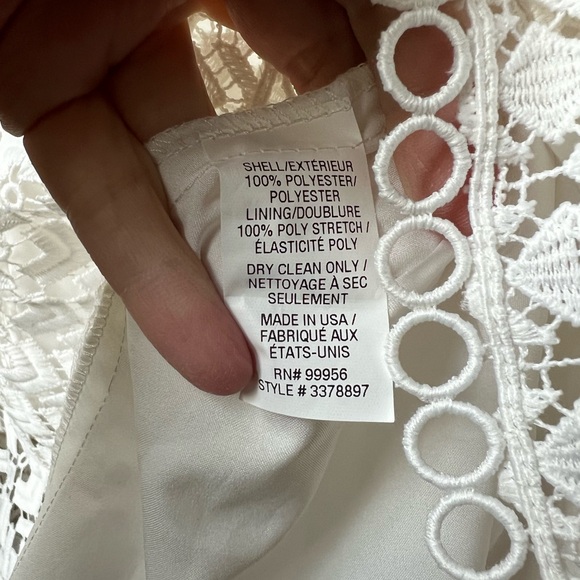 SHELL/EXTÉRIEUR
100% POLYESTER/
POLYESTER
LINING/DOUBLURE
100% POLY STRETCH /
ÉLASTICITÉ POLY
DRY CLEAN ONLY /
NETTOYAGE À SEC
SEULEMENT
MADE IN USA /
FABRIQUÉ AUX
ÉTATS-UNIS
RN# 99956
STYLE # 3378897